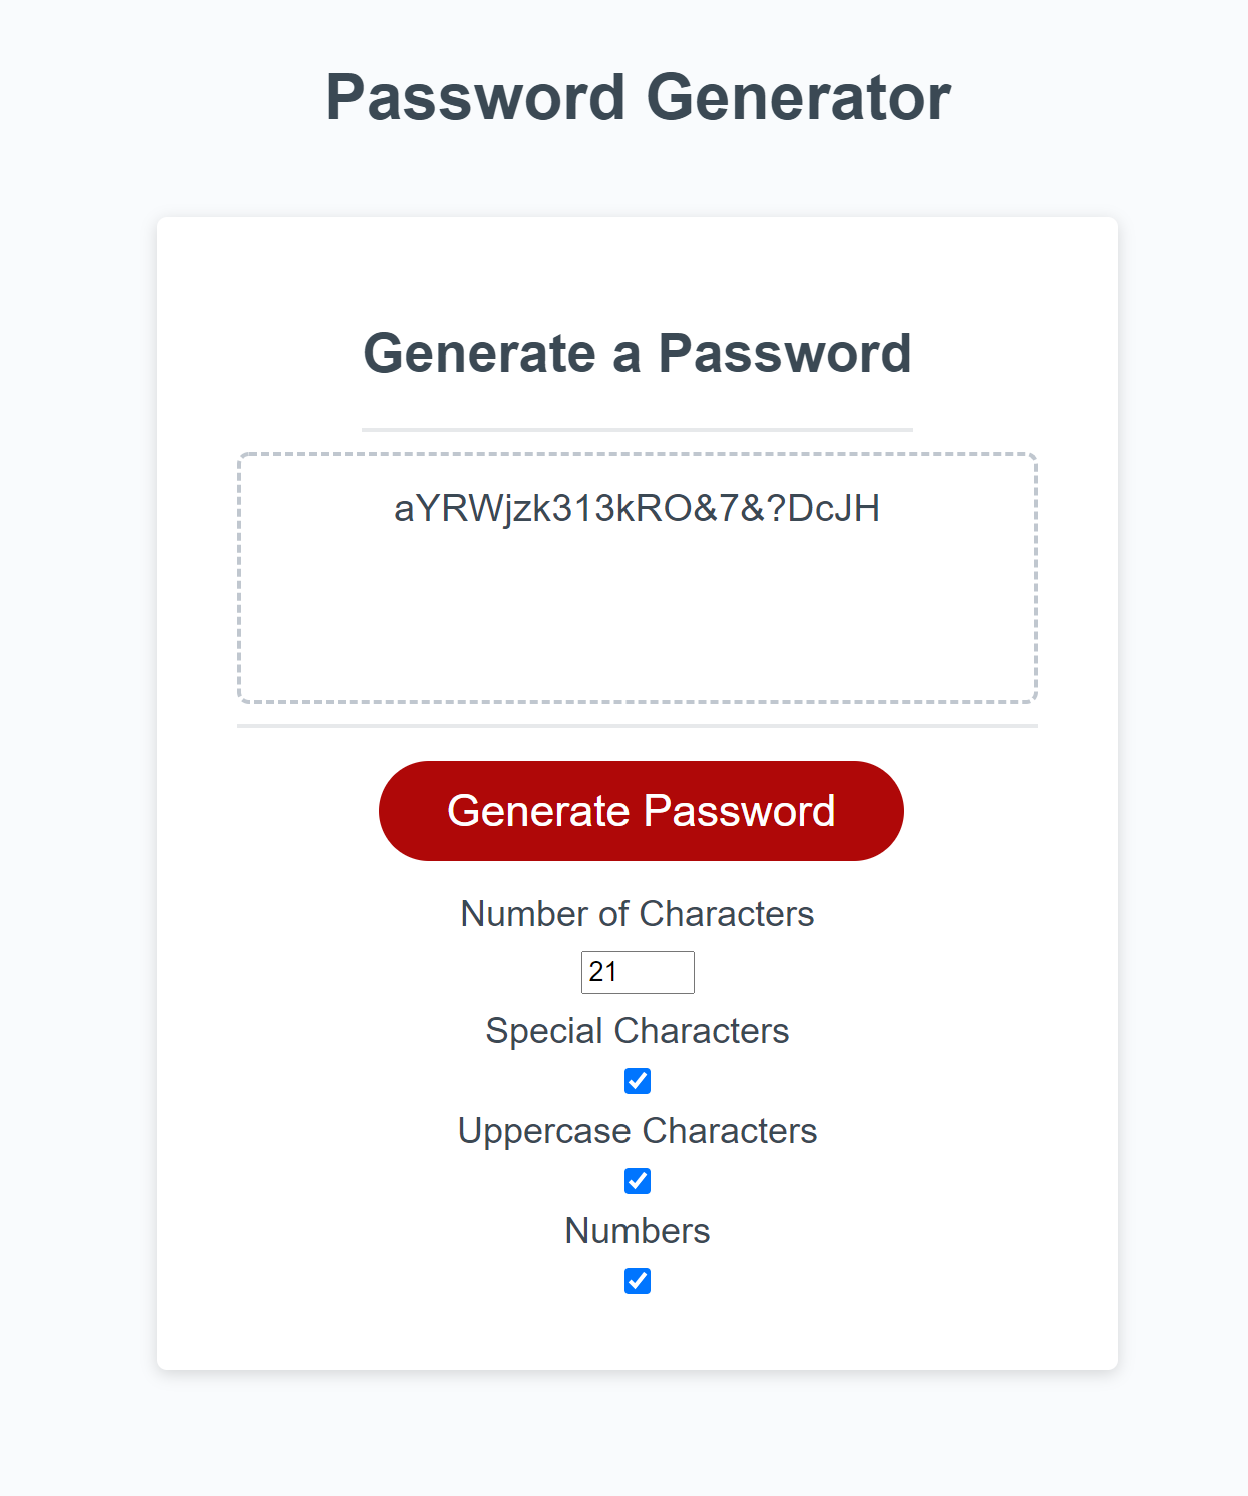 Password Generator
Generate a Password
aYRWjzk313kRO&7&?DcJH
Generate Password
Number of Characters
21
Special Characters
Uppercase Characters
Numbers